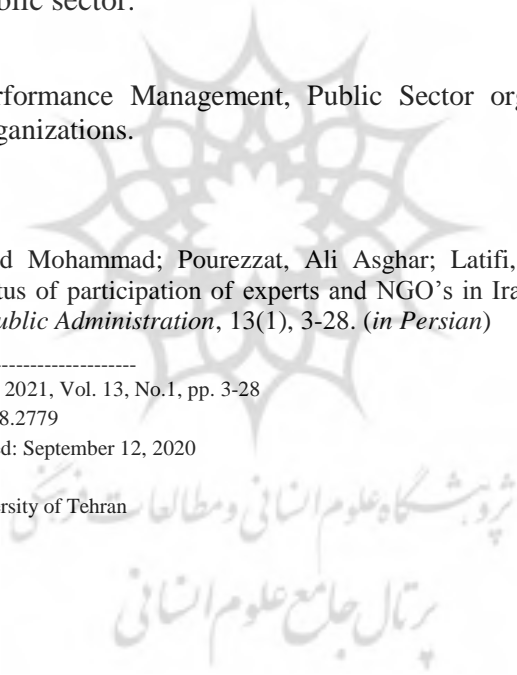 blic sector.
rformance Management, Public Sector org
ganizations.
d Mohammad; Pourezzat, Ali Asghar; Latifi,
tus of participation of experts and NGO's in Ira
ublic Administration, 13(1), 3-28. (in Persian)
--------------------
2021, Vol. 13, No.1, pp. 3-28
8.2779
ed: September 12, 2020
rsity of Tehran
پژوهشگاه علوم انسانی و مطالعات فرهنگی
پرتال جامع علوم انسانی